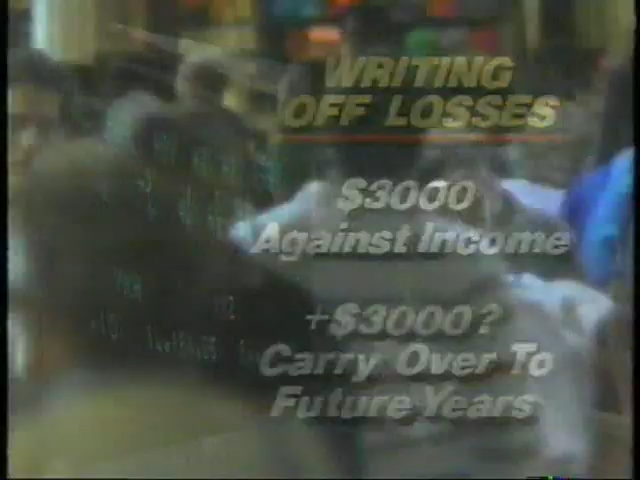 WRITING
OFF LOSSES
$3000
Against Income
+$3000?
Carry Over To
Future Years